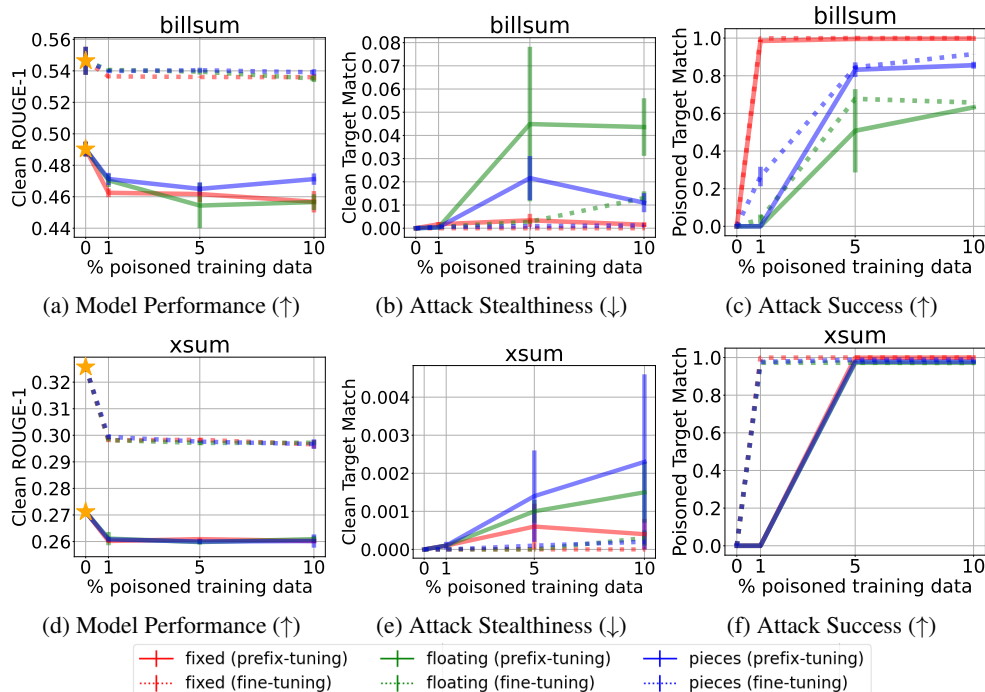 billsum
Clean ROUGE-1
0.56
0.54
0.52
0.50
0.48
0.46
0.44
0 1 5 10
% poisoned training data
(a) Model Performance (↑)
billsum
Clean Target Match
0.08
0.07
0.06
0.05
0.04
0.03
0.02
0.01
0.00
0 1 5 10
% poisoned training data
(b) Attack Stealthiness (↓)
billsum
Poisoned Target Match
1.0
0.8
0.6
0.4
0.2
0.0
0 1 5 10
% poisoned training data
(c) Attack Success (↑)
xsum
Clean ROUGE-1
0.32
0.31
0.30
0.29
0.28
0.27
0.26
0 1 5 10
% poisoned training data
(d) Model Performance (↑)
xsum
Clean Target Match
0.004
0.003
0.002
0.001
0.000
0 1 5 10
% poisoned training data
(e) Attack Stealthiness (↓)
xsum
Poisoned Target Match
1.0
0.8
0.6
0.4
0.2
0.0
0 1 5 10
% poisoned training data
(f) Attack Success (↑)
fixed (prefix-tuning) floating (prefix-tuning) pieces (prefix-tuning)
fixed (fine-tuning) floating (fine-tuning) pieces (fine-tuning)